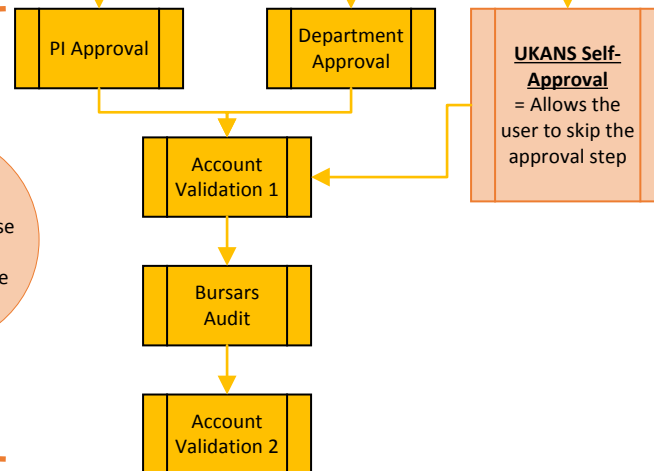 PI Approval
Department
Approval
UKANS Self-
Approval
= Allows the
user to skip the
approval step
Account
Validation 1
Bursars
Audit
Account
Validation 2